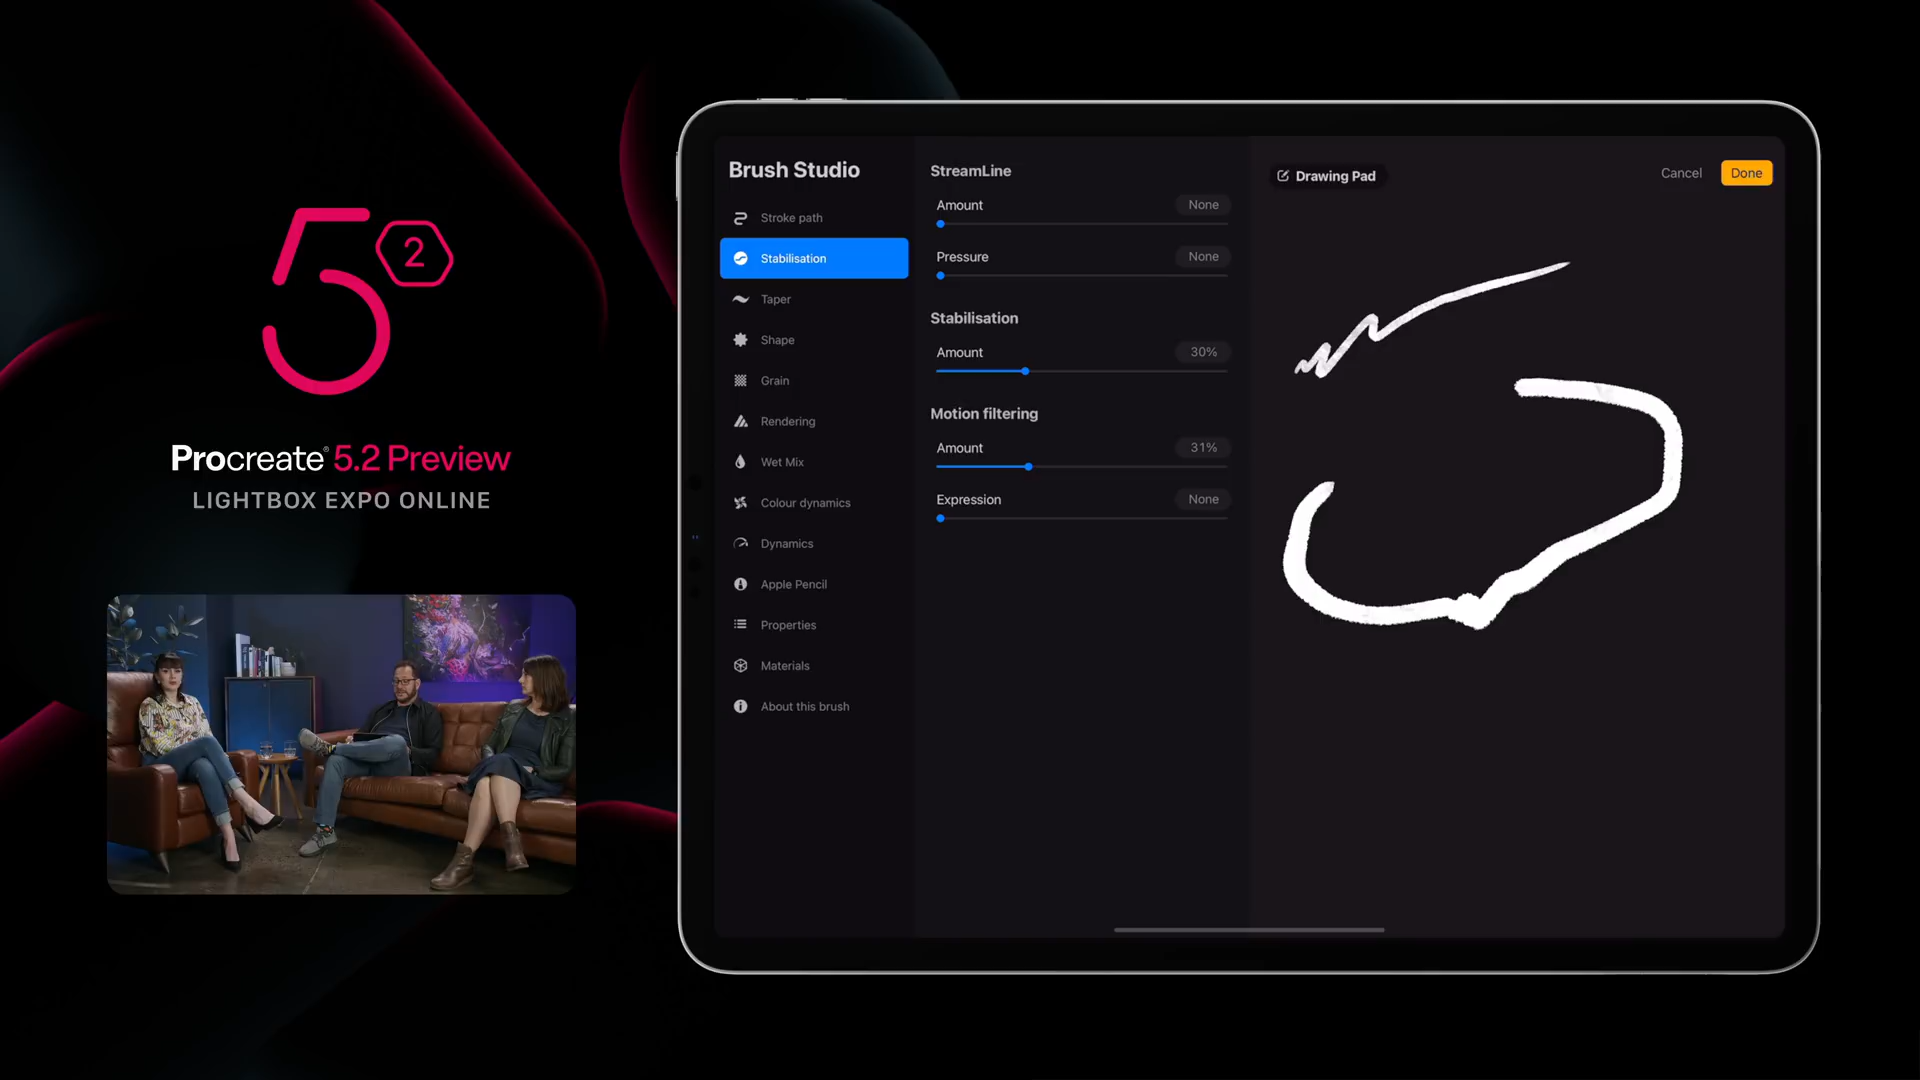 5 2
Procreate® 5.2 Preview
LIGHTBOX EXPO ONLINE
Brush Studio
Stroke path
Stabilisation
Taper
Shape
Grain
Rendering
Wet Mix
Colour dynamics
Dynamics
Apple Pencil
Properties
Materials
About this brush
StreamLine
Amount None
Pressure None
Stabilisation
Amount 30%
Motion filtering
Amount 31%
Expression None
Drawing Pad
Cancel Done